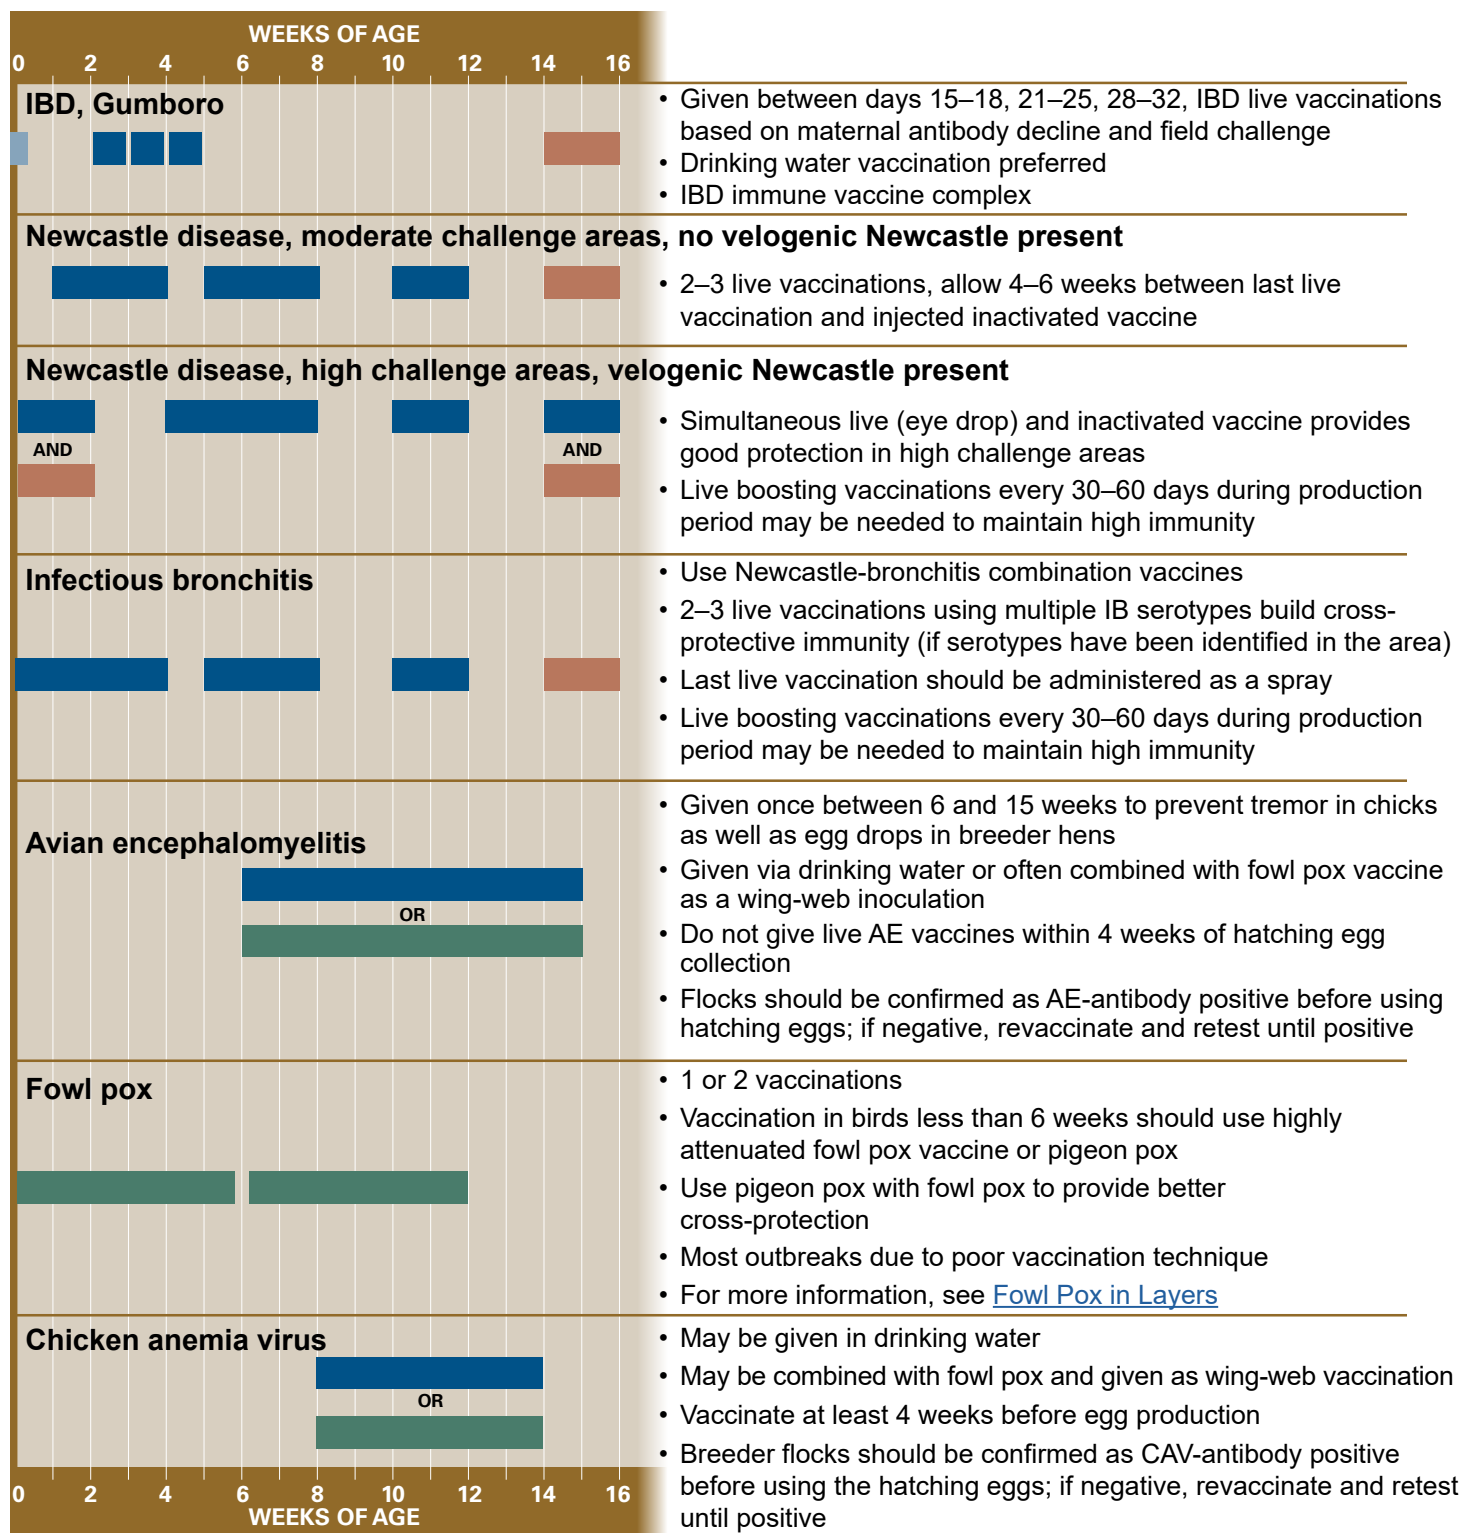 WEEKS OF AGE
0 2 4 6 8 10 12 14 16
IBD, Gumboro
• Given between days 15–18, 21–25, 28–32, IBD live vaccinations
based on maternal antibody decline and field challenge
• Drinking water vaccination preferred
• IBD immune vaccine complex
Newcastle disease, moderate challenge areas, no velogenic Newcastle present
• 2–3 live vaccinations, allow 4–6 weeks between last live
vaccination and injected inactivated vaccine
Newcastle disease, high challenge areas, velogenic Newcastle present
AND
AND
• Simultaneous live (eye drop) and inactivated vaccine provides
good protection in high challenge areas
• Live boosting vaccinations every 30–60 days during production
period may be needed to maintain high immunity
Infectious bronchitis
• Use Newcastle-bronchitis combination vaccines
• 2–3 live vaccinations using multiple IB serotypes build cross-
protective immunity (if serotypes have been identified in the area)
• Last live vaccination should be administered as a spray
• Live boosting vaccinations every 30–60 days during production
period may be needed to maintain high immunity
Avian encephalomyelitis
OR
• Given once between 6 and 15 weeks to prevent tremor in chicks
as well as egg drops in breeder hens
• Given via drinking water or often combined with fowl pox vaccine
as a wing-web inoculation
• Do not give live AE vaccines within 4 weeks of hatching egg
collection
• Flocks should be confirmed as AE-antibody positive before using
hatching eggs; if negative, revaccinate and retest until positive
Fowl pox
• 1 or 2 vaccinations
• Vaccination in birds less than 6 weeks should use highly
attenuated fowl pox vaccine or pigeon pox
• Use pigeon pox with fowl pox to provide better
cross-protection
• Most outbreaks due to poor vaccination technique
• For more information, see Fowl Pox in Layers
Chicken anemia virus
OR
• May be given in drinking water
• May be combined with fowl pox and given as wing-web vaccination
• Vaccinate at least 4 weeks before egg production
• Breeder flocks should be confirmed as CAV-antibody positive
before using the hatching eggs; if negative, revaccinate and retest
until positive
0 2 4 6 8 10 12 14 16
WEEKS OF AGE